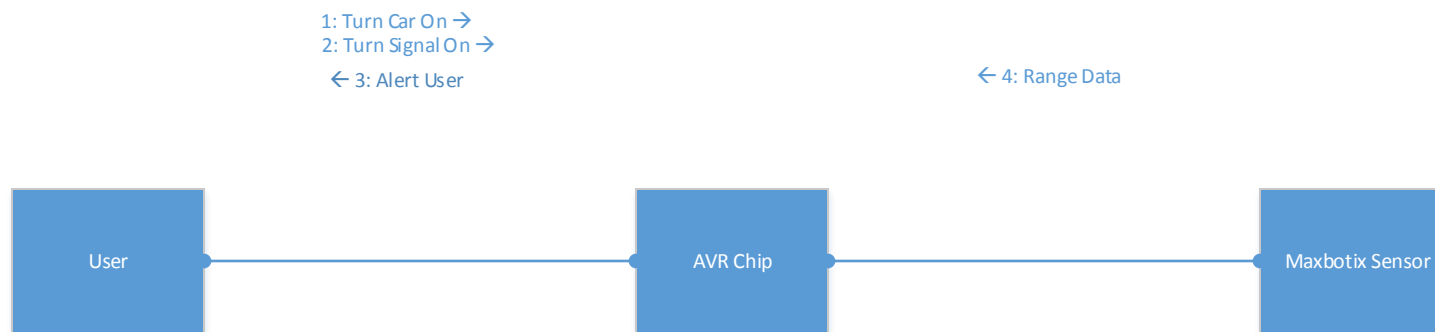 1: Turn Car On →
2: Turn Signal On →
← 3: Alert User
← 4: Range Data
User
AVR Chip
Maxbotix Sensor